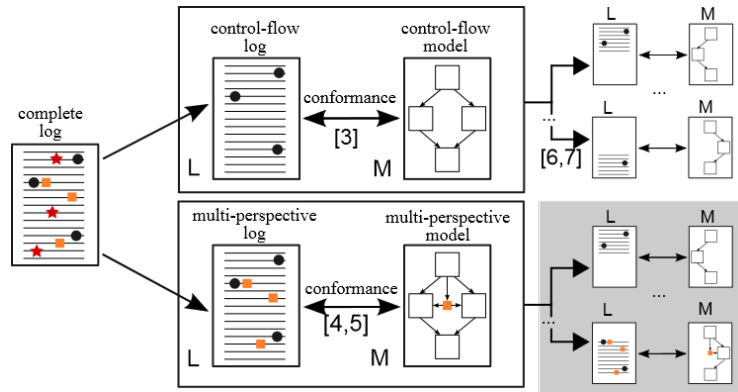 complete
log
control-flow
log
control-flow
model
conformance
[3]
L
M
...
[6,7]
L
M
...
L
M
multi-perspective
log
multi-perspective
model
conformance
[4,5]
L
M
...
L
M
...
L
M